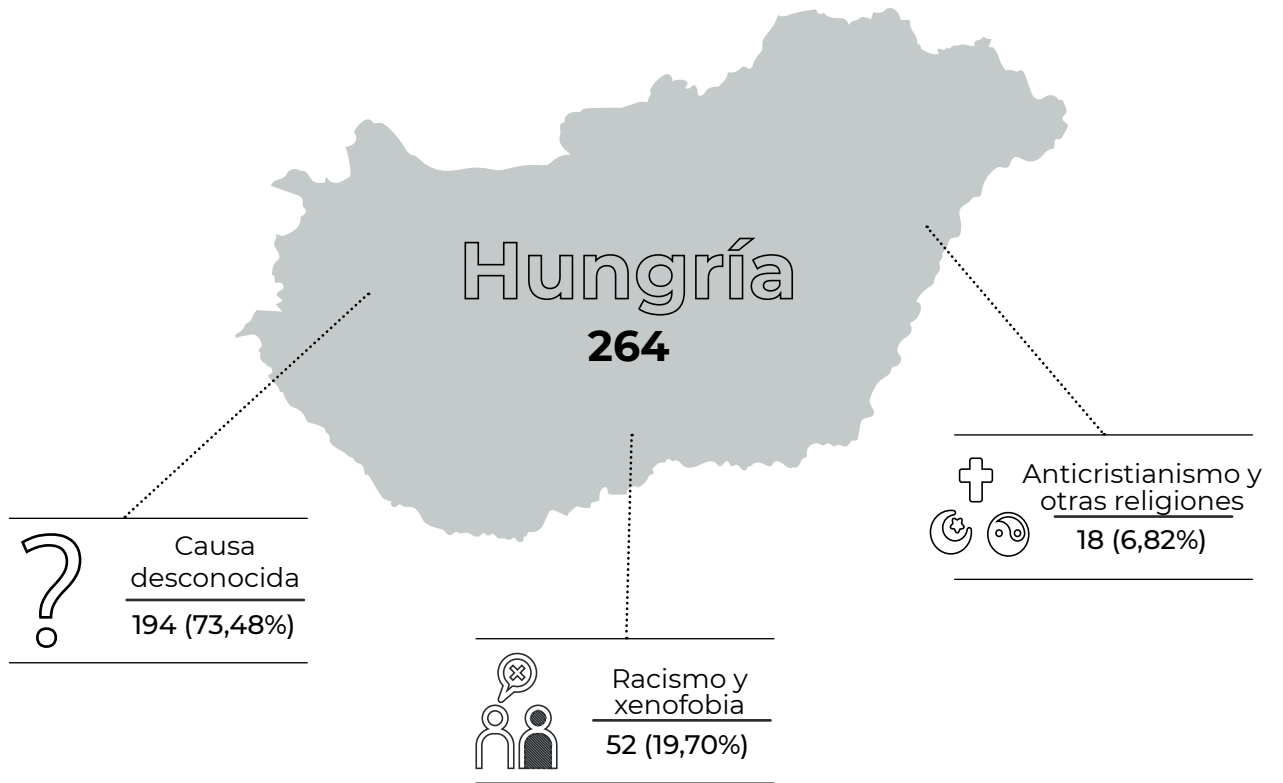 Hungría
264
Anticristianismo y
otras religiones
18 (6,82%)
Causa
desconocida
194 (73,48%)
Racismo y
xenofobia
52 (19,70%)